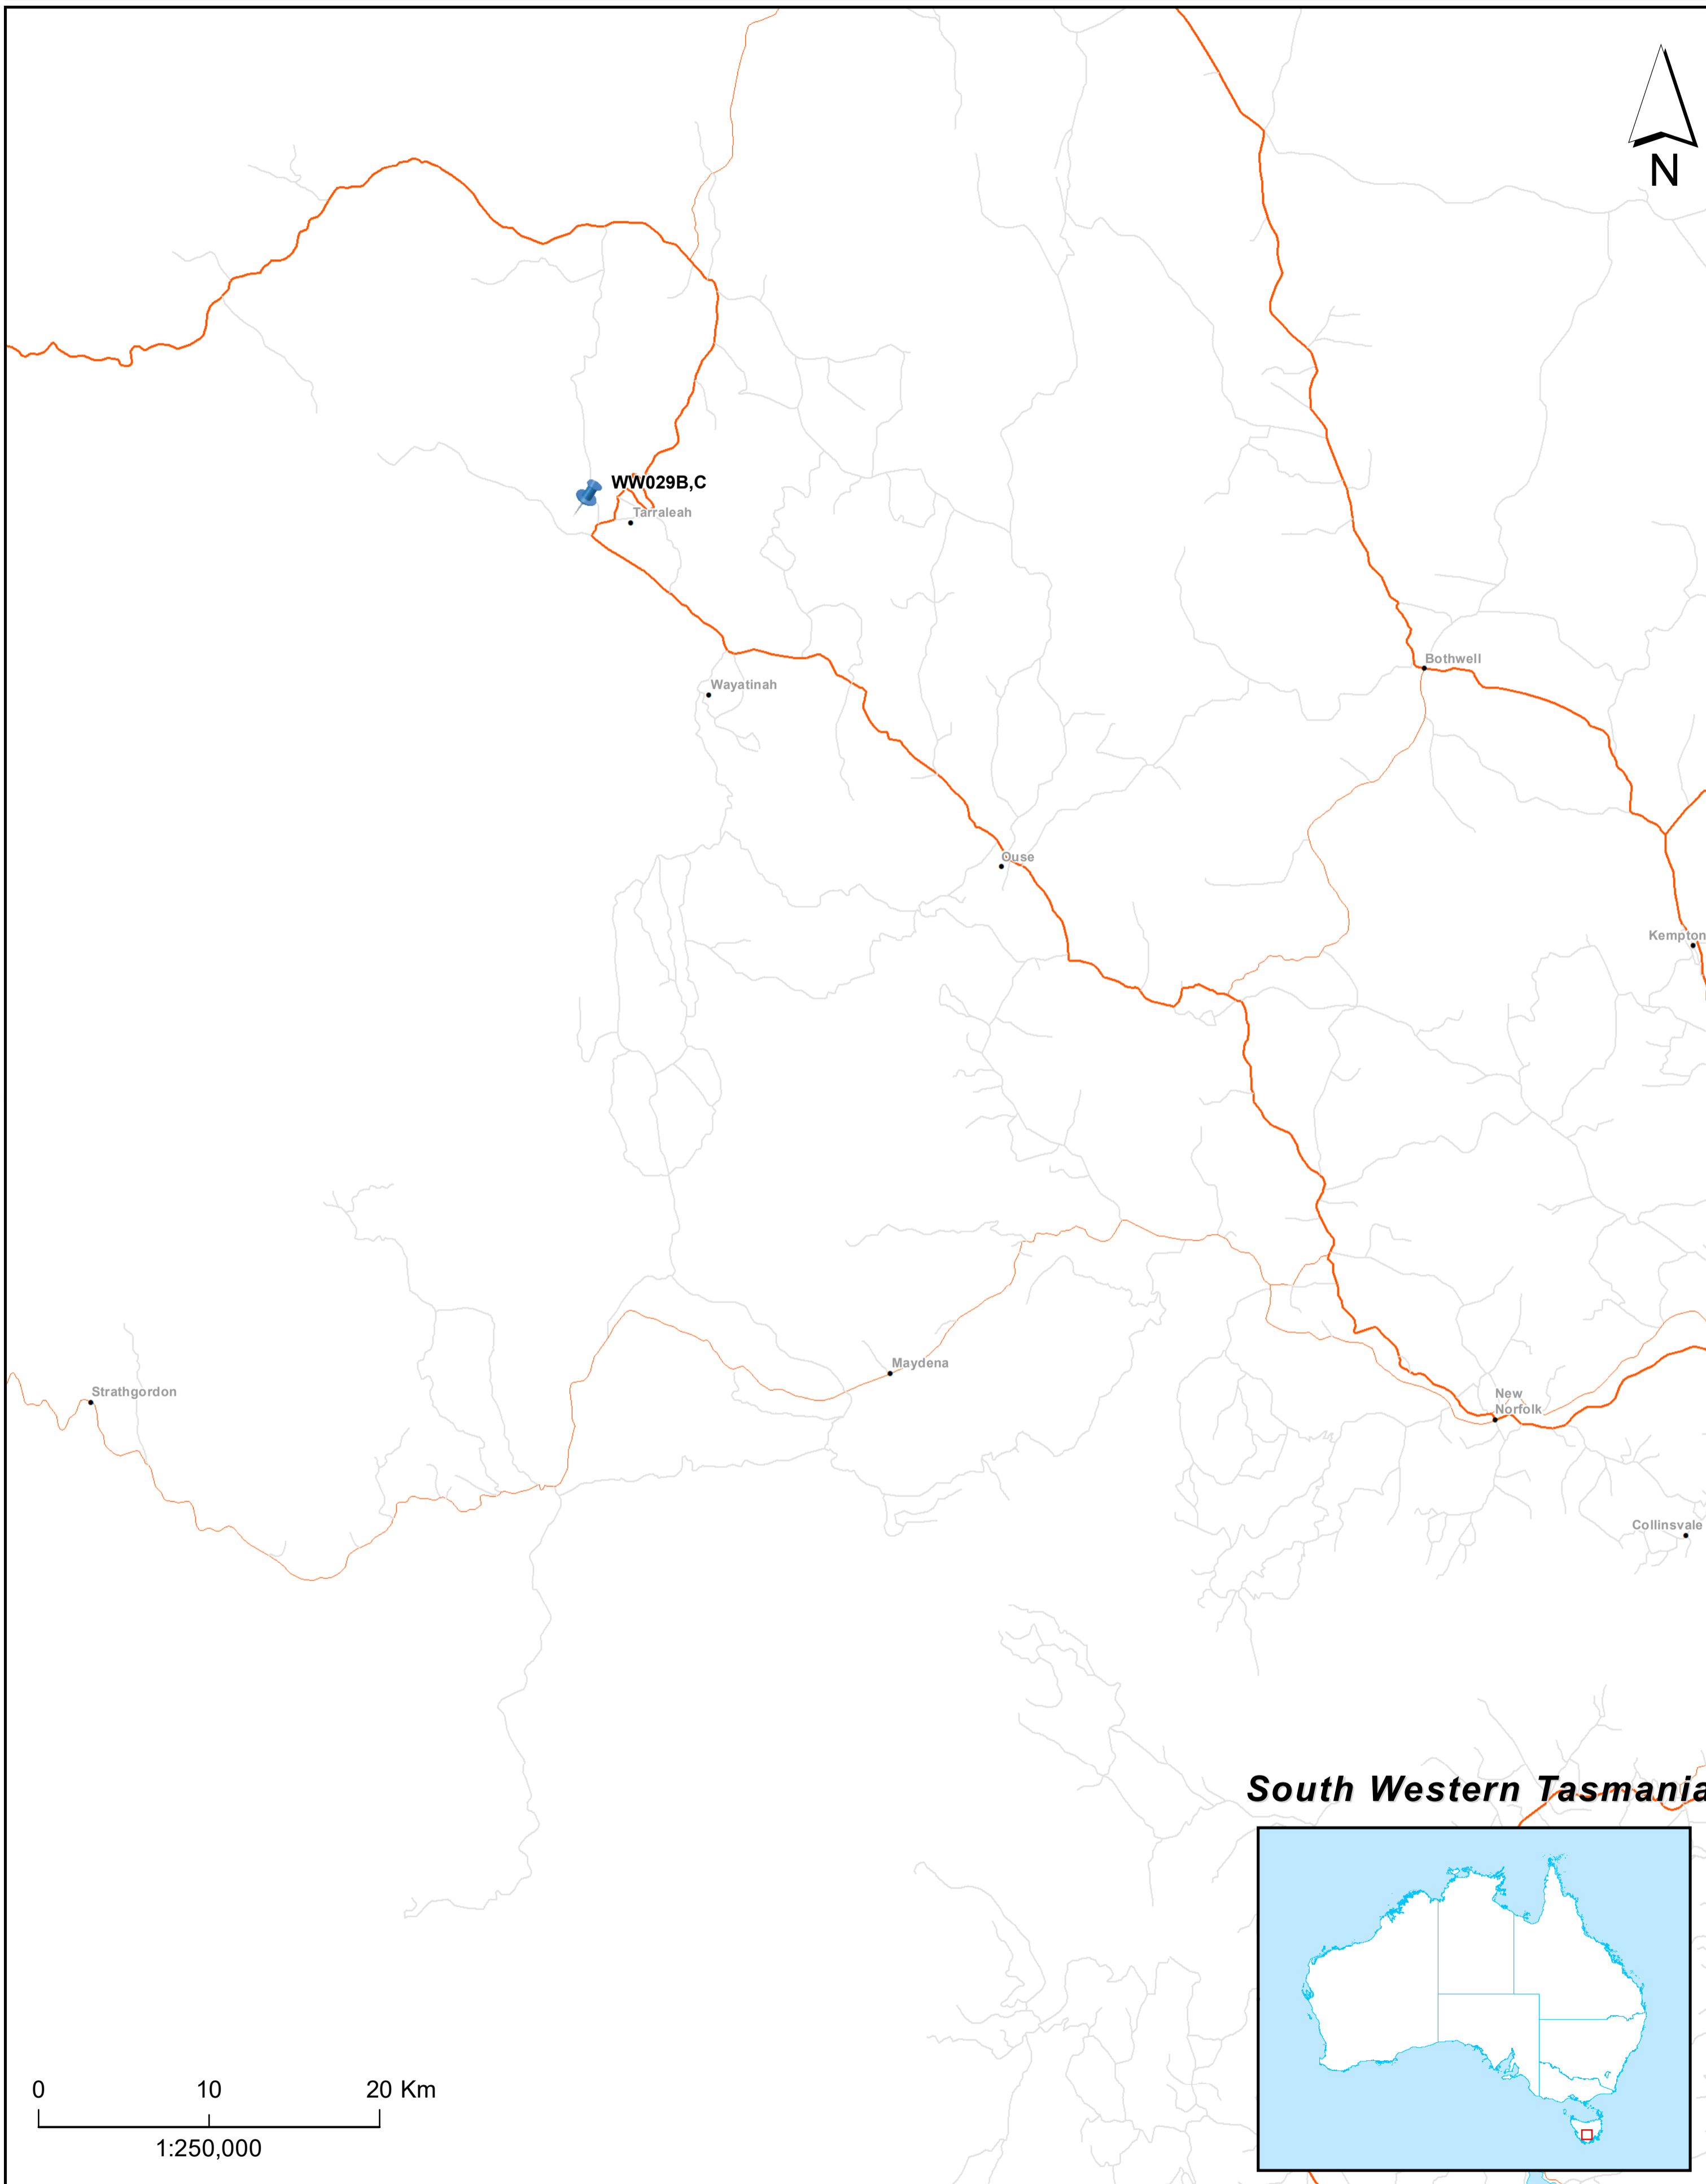 N
WW029B,C
Tarraleah
Bothwell
Wayatinah
Ouse
Kempton
Maydena
Strathgordon
New
Norfolk
Collinsvale
South Western Tasmania
0 10 20 Km
1:250,000